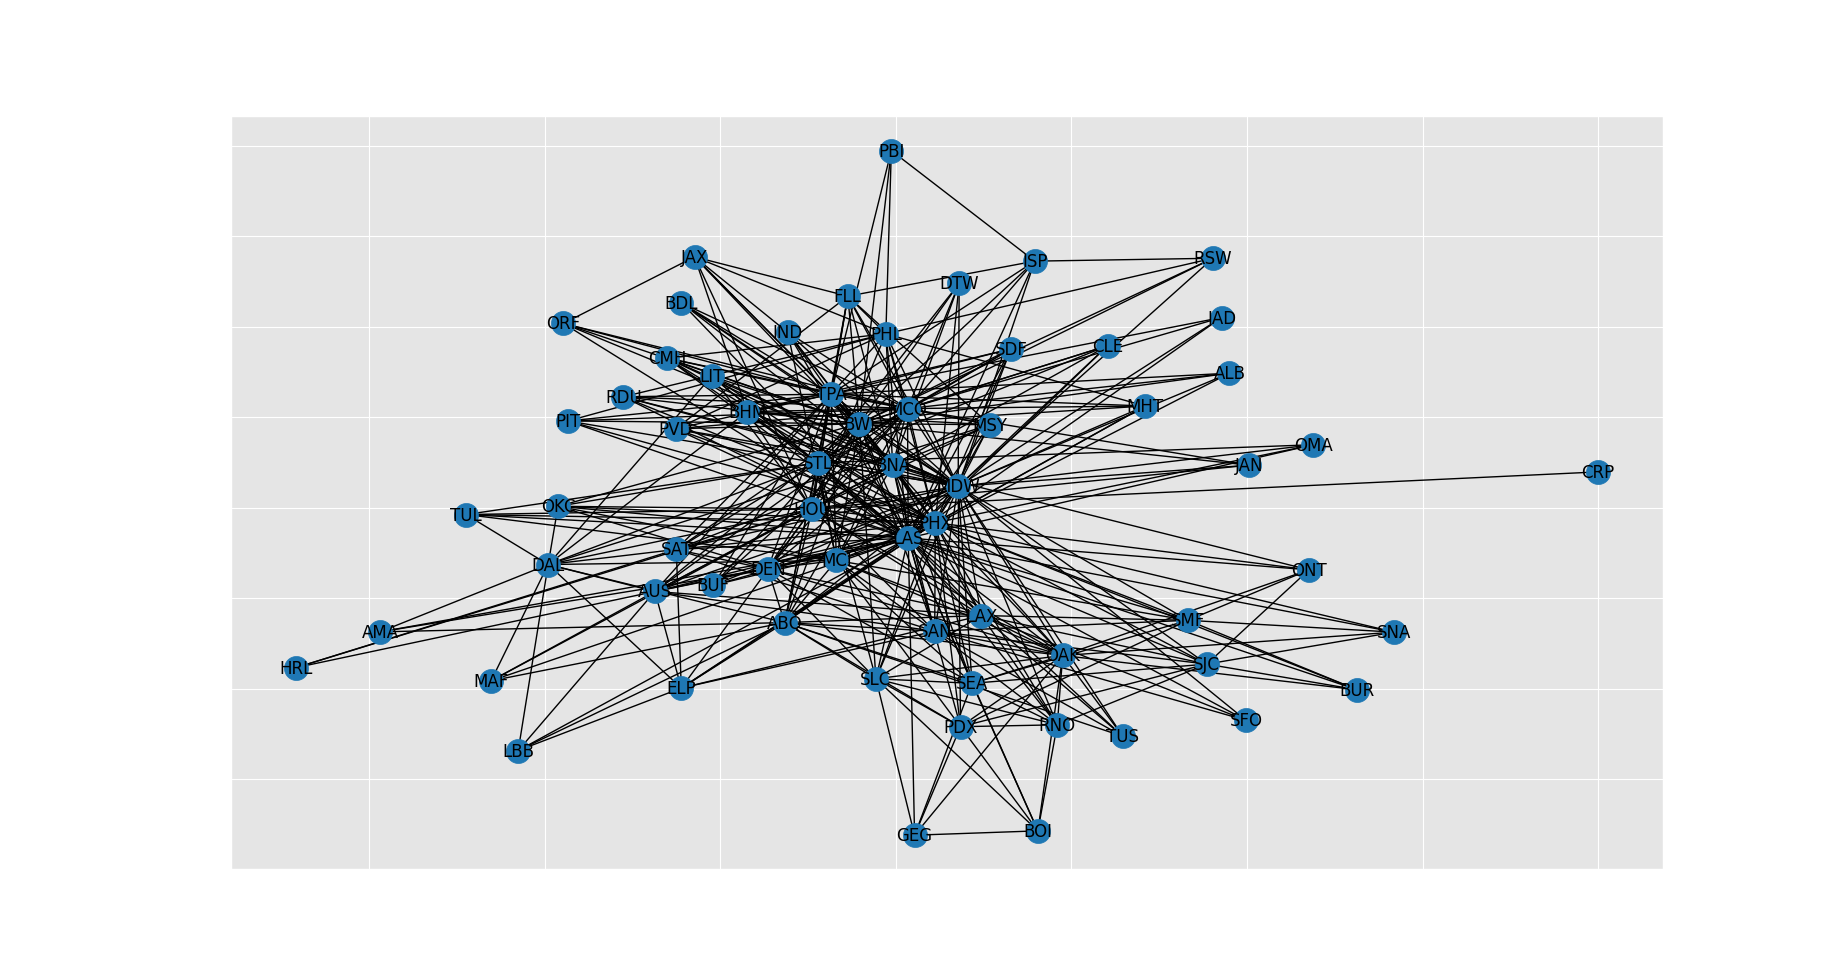 PBI
JAX
ISP
RSW
DTW
FLL
BDL
IAD
ORF
IND
PHL
CLE
SDF
CMH
ALB
LIT
TPA
RDU
MHT
MCO
BHM
PIT
BWI
MSY
PVD
OMA
STL
BNA
JAN
CRP
MDW
OKC
HOU
TUL
PHX
LAS
SAT
MCI
DAL
DEN
ONT
BUF
AUS
LAX
SMF
ABQ
SAN
AMA
SNA
OAK
SJC
HRL
SLC
MAF
SEA
ELP
BUR
SFO
RNO
PDX
TUS
LBB
BOI
GEG